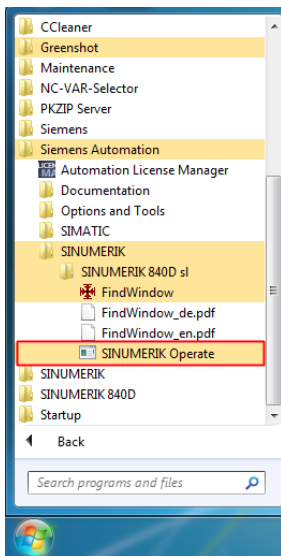 CCleaner
Greenshot
Maintenance
NC-VAR-Selector
PKZIP Server
Siemens
Siemens Automation
Automation License Manager
Documentation
Options and Tools
SIMATIC
SINUMERIK
SINUMERIK 840D sl
FindWindow
FindWindow_de.pdf
FindWindow_en.pdf
SINUMERIK Operate
SINUMERIK
SINUMERIK 840D
Startup
Back
Search programs and files